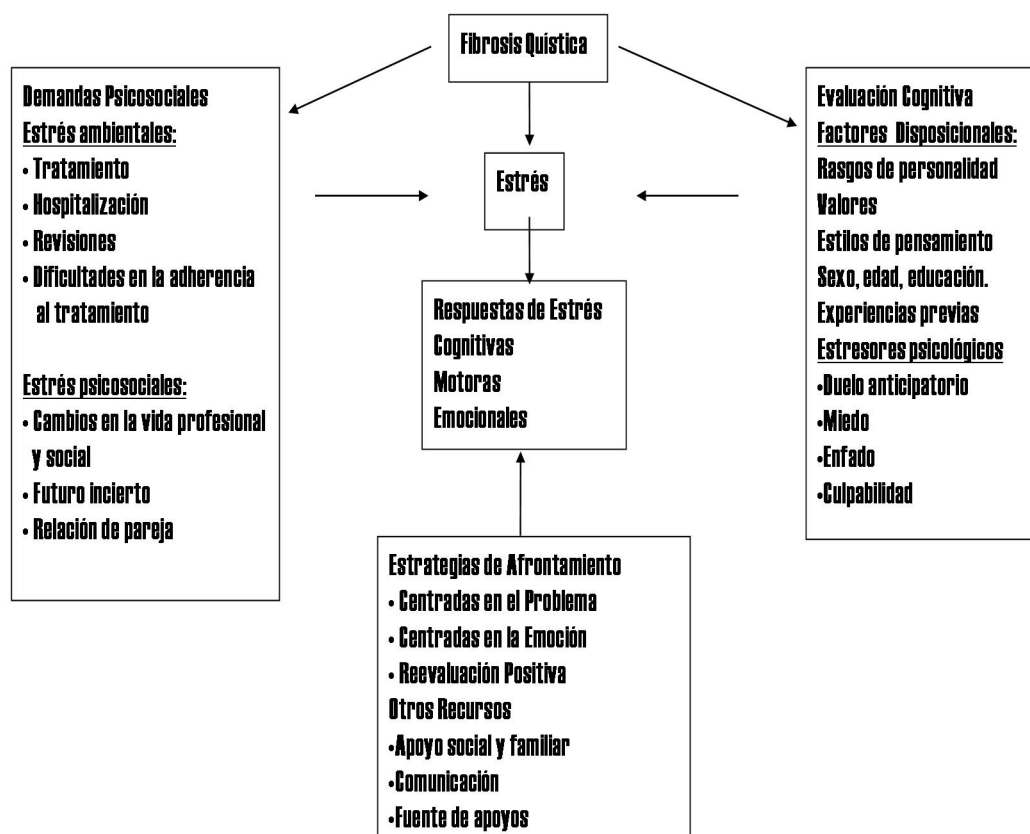 Fibrosis Quística
Demandas Psicosociales
Estrés ambientales:
• Tratamiento
• Hospitalización
• Revisiones
• Dificultades en la adherencia
al tratamiento
Estrés psicosociales:
• Cambios en la vida profesional
y social
• Futuro incierto
• Relación de pareja
Estrés
Respuestas de Estrés
Cognitivas
Motoras
Emocionales
Evaluación Cognitiva
Factores Disposicionales:
Rasgos de personalidad
Valores
Estilos de pensamiento
Sexo, edad, educación.
Experiencias previas
Estresores psicológicos
•Duelo anticipatorio
•Miedo
•Enfado
•Culpabilidad
Estrategias de Afrontamiento
• Centradas en el Problema
• Centradas en la Emoción
• Reevaluación Positiva
Otros Recursos
•Apoyo social y familiar
•Comunicación
•Fuente de apoyos